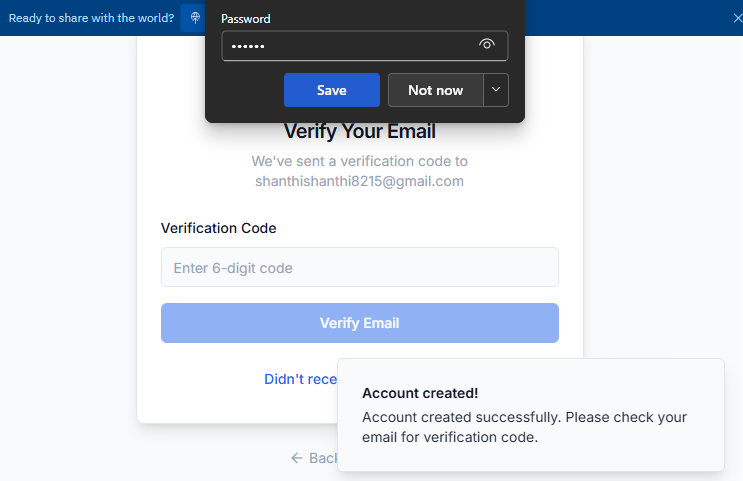 Ready to share with the world?
Password
••••••
Save
Not now
Verify Your Email
We've sent a verification code to
shanthishanthi8215@gmail.com
Verification Code
Enter 6-digit code
Verify Email
Didn't rece
Account created!
Account created successfully. Please check your
email for verification code.
Back